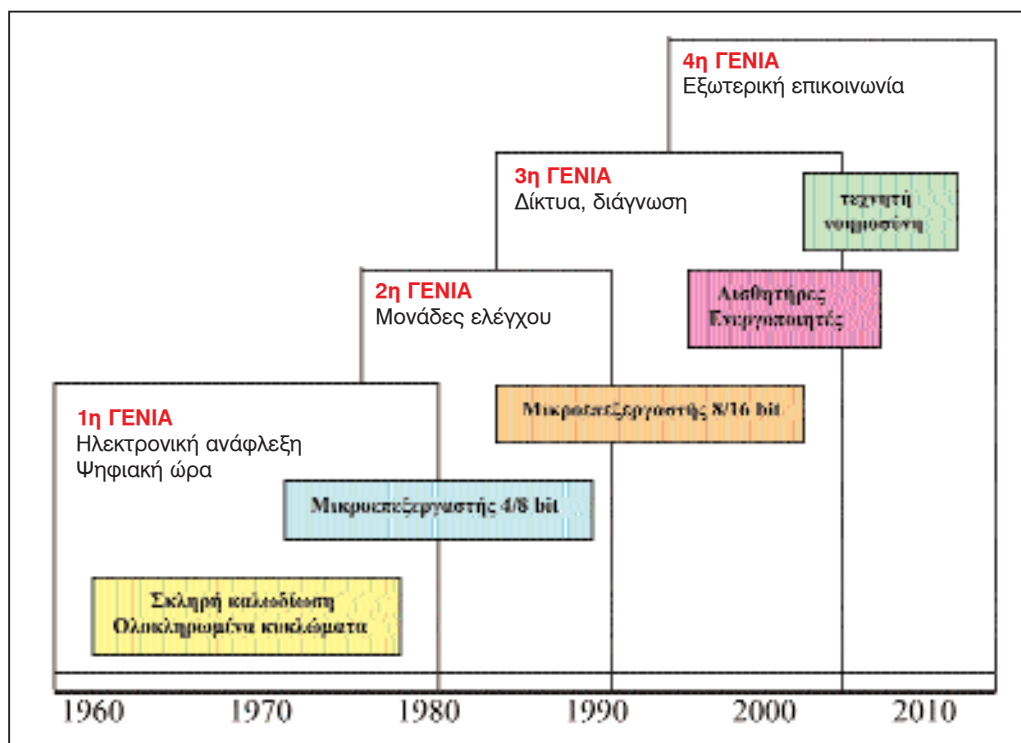 4η ΓΕΝΙΑ
Εξωτερική επικοινωνία
3η ΓΕΝΙΑ
Δίκτυα, διάγνωση
τεχνητή
νοημοσύνη
2η ΓΕΝΙΑ
Μονάδες ελέγχου
Αισθητήρες
Ενεργοποιητές
1η ΓΕΝΙΑ
Ηλεκτρονική ανάφλεξη
Ψηφιακή ώρα
Μικροεπεξεργαστής 8/16 bit
Μικροεπεξεργαστής 4/8 bit
Σκληρή καλωδίωση
Ολοκληρωμένα κυκλώματα
1960 1970 1980 1990 2000 2010